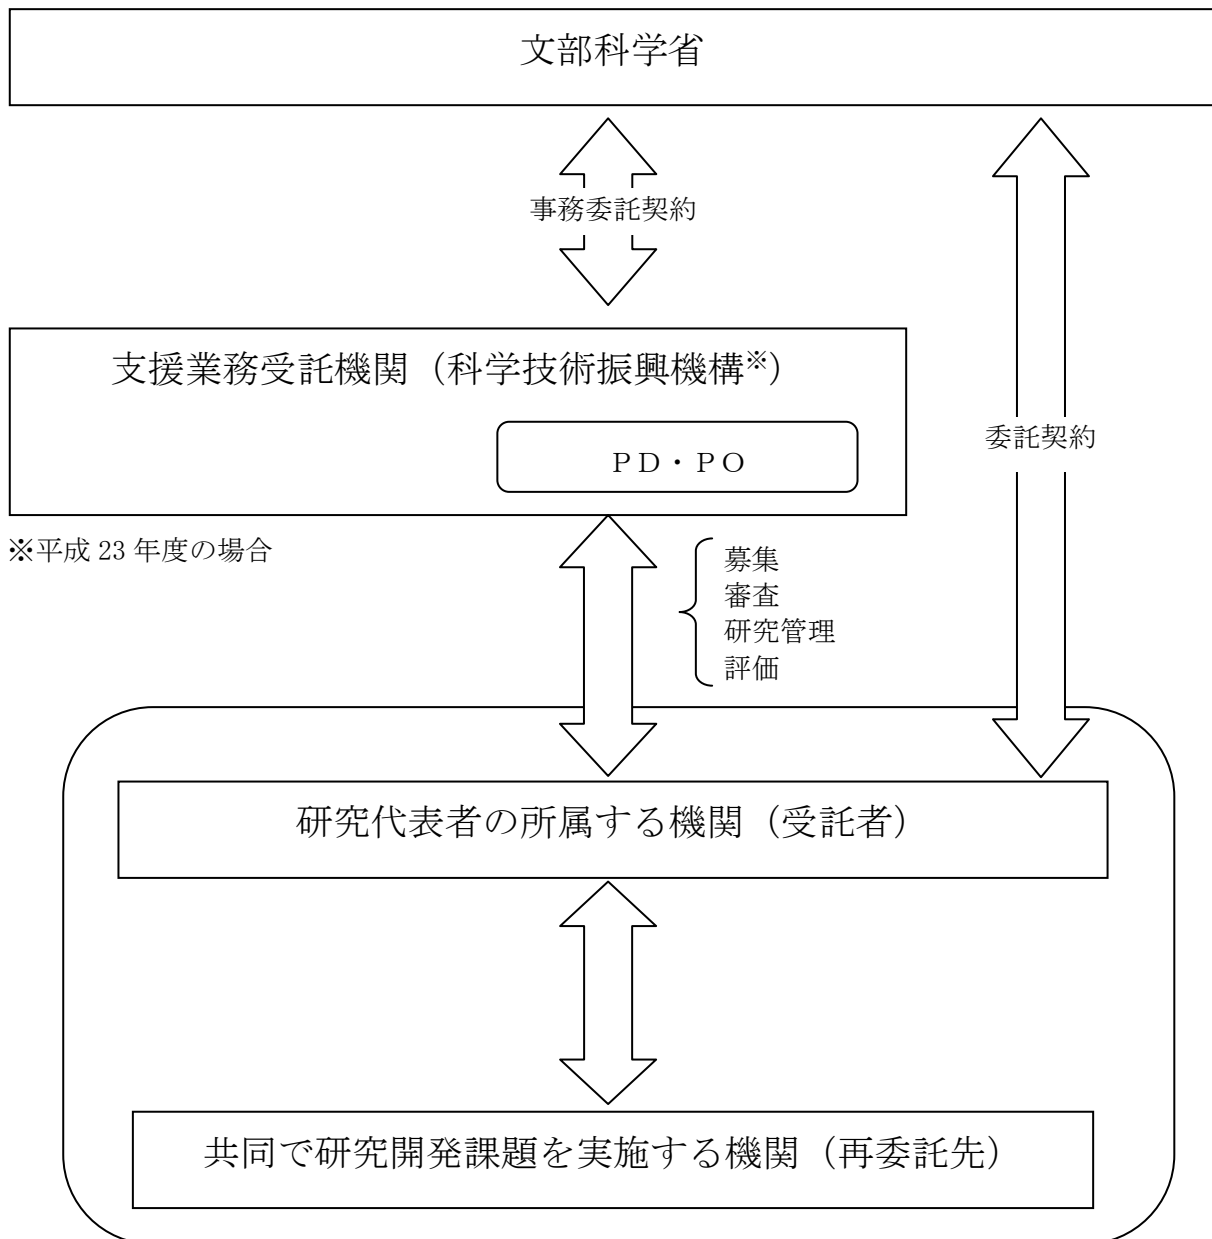 文部科学省
事務委託契約
支援業務受託機関（科学技術振興機構※）
ＰＤ・ＰＯ
委託契約
※平成 23 年度の場合
募集
審査
研究管理
評価
研究代表者の所属する機関（受託者）
共同で研究開発課題を実施する機関（再委託先）